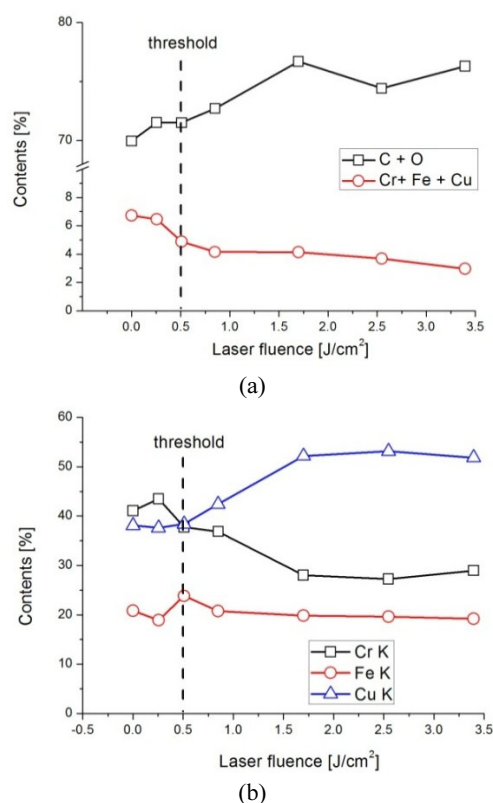 80
threshold
70
Contents [%]
C + O
Cr+ Fe + Cu
8
6
4
2
0
0.0 0.5 1.0 1.5 2.0 2.5 3.0 3.5
Laser fluence [J/cm²]
(a)
60
threshold
50
40
Contents [%]
30
20
Cr K
Fe K
Cu K
10
0
-0.5 0.0 0.5 1.0 1.5 2.0 2.5 3.0 3.5
Laser fluence [J/cm²]
(b)